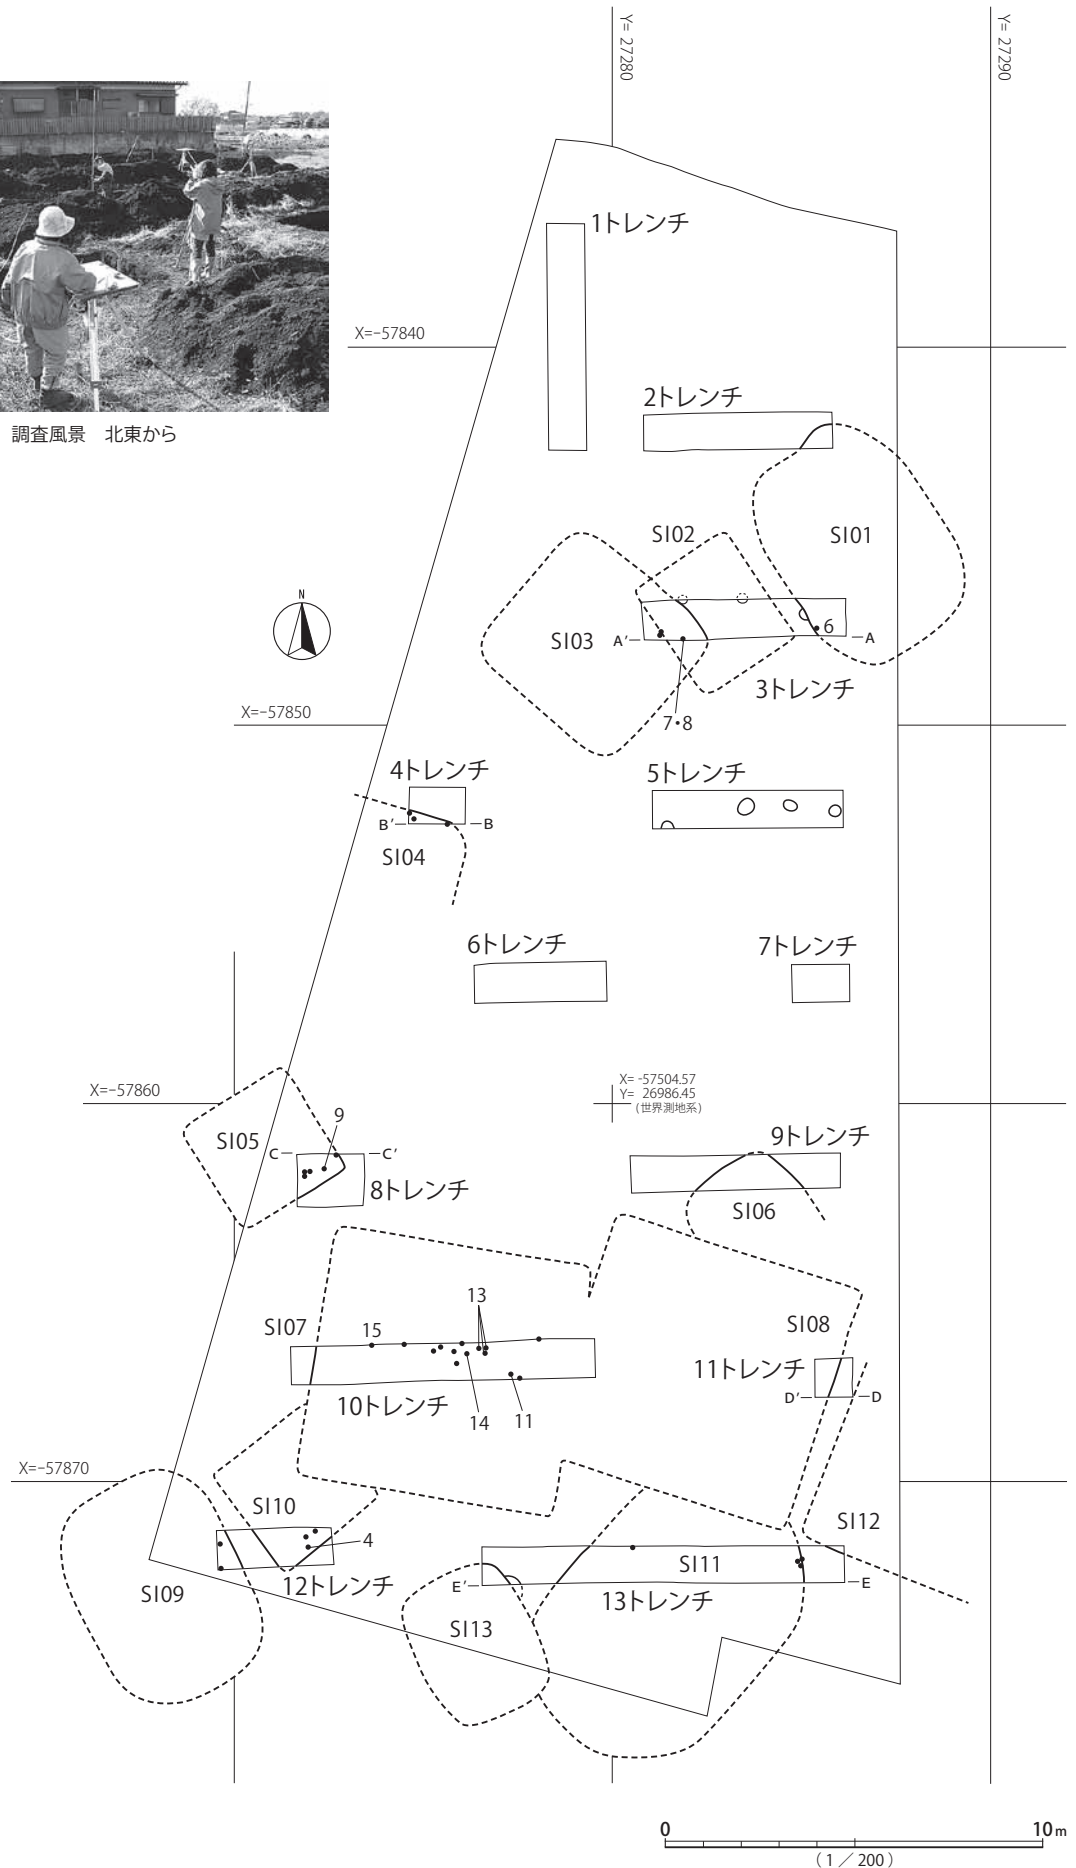 Y= 27280
Y= 27290
1トレンチ
X=-57840
2トレンチ
調査風景　北東から
SI02
SI01
N
SI03
A'
6
A
3トレンチ
X=-57850
7・8
4トレンチ
5トレンチ
B'
B
SI04
6トレンチ
7トレンチ
X= -57504.57
Y= 26986.45
(世界測地系)
X=-57860
9
9トレンチ
SI05
C
C'
8トレンチ
SI06
13
SI07
15
SI08
11トレンチ
10トレンチ
D'
D
14
11
X=-57870
SI10
SI12
4
SI11
12トレンチ
E'
E
SI09
13トレンチ
SI13
0
10m
(1／200)